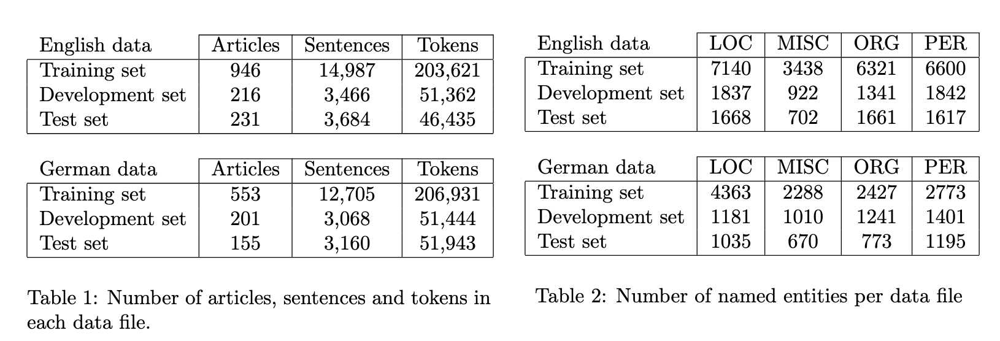 English data Articles Sentences Tokens
Training set 946 14,987 203,621
Development set 216 3,466 51,362
Test set 231 3,684 46,435
German data Articles Sentences Tokens
Training set 553 12,705 206,931
Development set 201 3,068 51,444
Test set 155 3,160 51,943
Table 1: Number of articles, sentences and tokens in
each data file.
English data LOC MISC ORG PER
Training set 7140 3438 6321 6600
Development set 1837 922 1341 1842
Test set 1668 702 1661 1617
German data LOC MISC ORG PER
Training set 4363 2288 2427 2773
Development set 1181 1010 1241 1401
Test set 1035 670 773 1195
Table 2: Number of named entities per data file